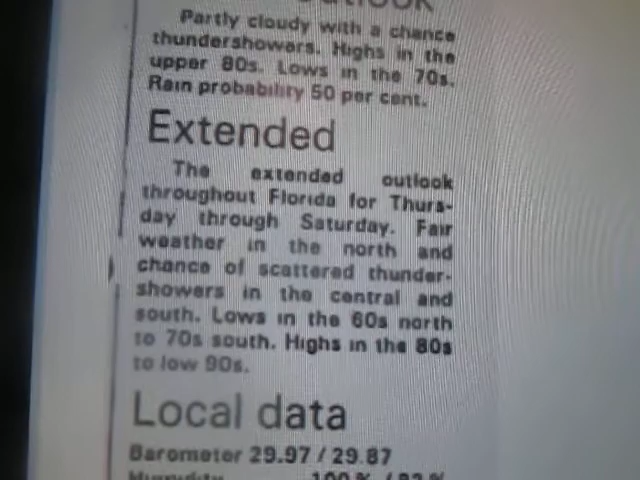 Outlook
Partly cloudy with a chance
thundershowers. Highs in the
upper 80s. Lows in the 70s.
Rain probability 50 per cent.
Extended
The extended outlook
throughout Florida for Thurs-
day through Saturday. Fair
weather in the north and
chance of scattered thunder-
showers in the central and
south. Lows in the 60s north
to 70s south. Highs in the 80s
to low 90s.
Local data
Barometer 29.97 / 29.87
Humidity 100 % /